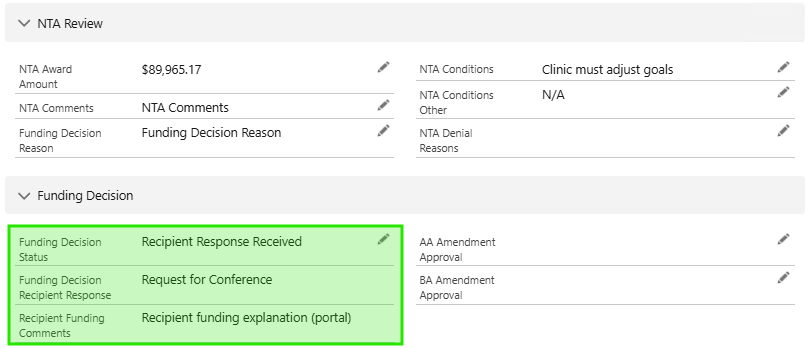 NTA Review
NTA Award Amount $89,965.17
NTA Conditions Clinic must adjust goals
NTA Comments NTA Comments
NTA Conditions Other N/A
Funding Decision Reason Funding Decision Reason
NTA Denial Reasons
Funding Decision
Funding Decision Status Recipient Response Received
AA Amendment Approval
Funding Decision Recipient Response Request for Conference
BA Amendment Approval
Recipient Funding Comments Recipient funding explanation (portal)